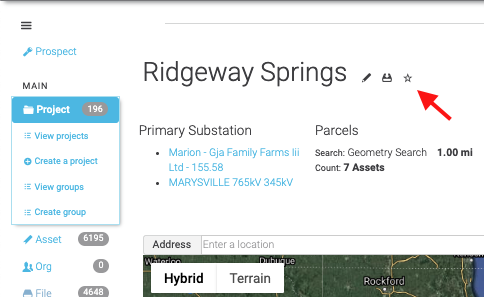 Prospect
MAIN
Project 196
View projects
Create a project
View groups
Create group
Asset 6195
Org 0
File 4648
Ridgeway Springs
Primary Substation
Marion - Gja Family Farms Iii
Ltd - 155.58
MARYSVILLE 765kV 345kV
Parcels
Search: Geometry Search 1.00 mi
Count: 7 Assets
Address Enter a location
Waterloo Dubuque
Rockford
Hybrid Terrain